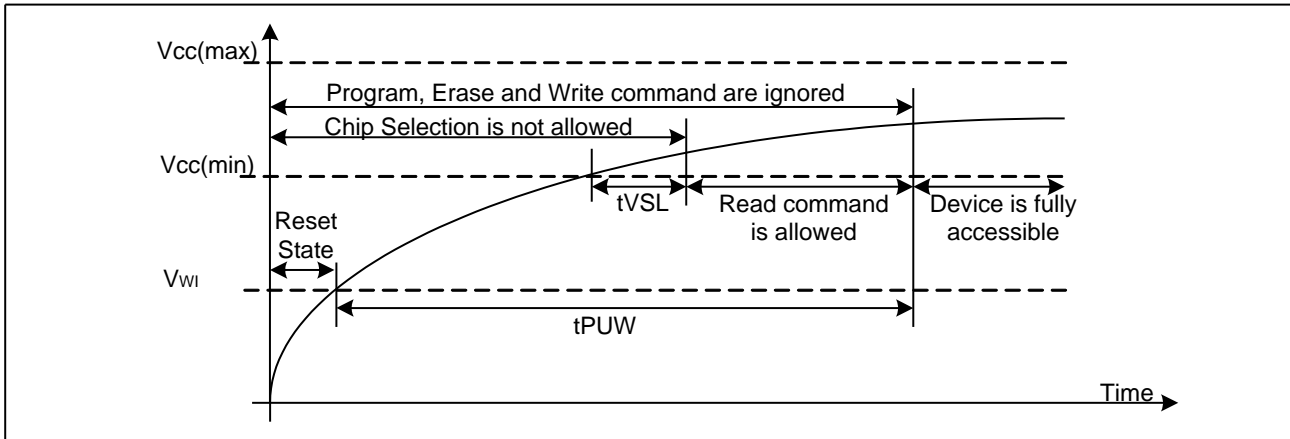 Vcc(max)
Program, Erase and Write command are ignored
Chip Selection is not allowed
Vcc(min)
tVSL
Read command
is allowed
Device is fully
accessible
Reset
State
VWI
tPUW
Time